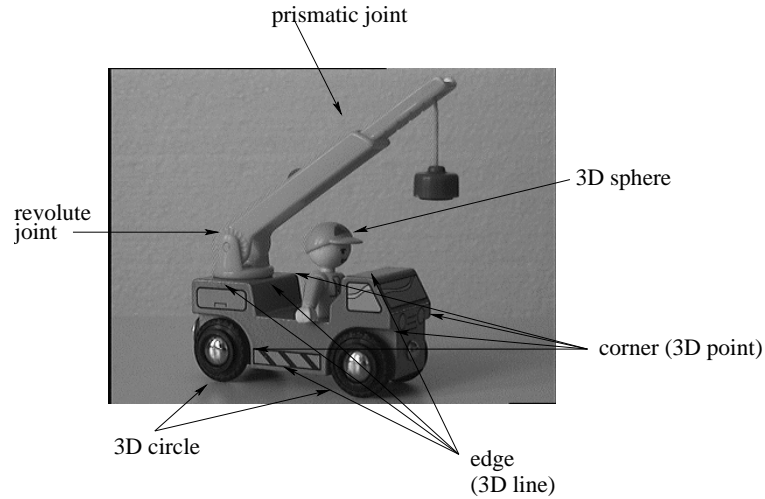 prismatic joint
3D sphere
revolute
joint
corner (3D point)
3D circle
edge
(3D line)